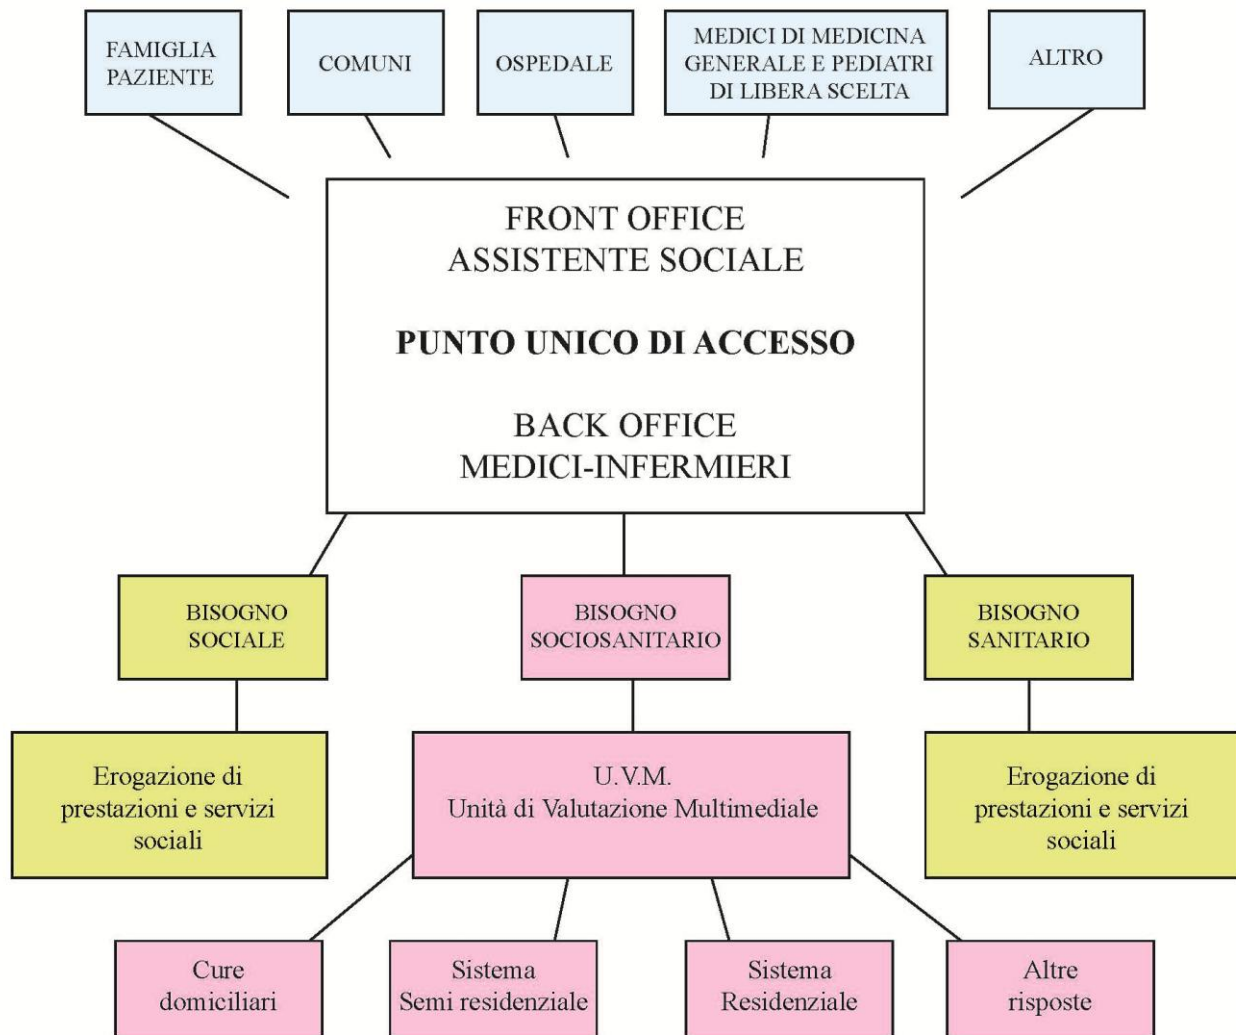 FAMIGLIA
PAZIENTE
COMUNI
OSPEDALE
MEDICI DI MEDICINA
GENERALE E PEDIATRI
DI LIBERA SCELTA
ALTRO
FRONT OFFICE
ASSISTENTE SOCIALE
PUNTO UNICO DI ACCESSO
BACK OFFICE
MEDICI-INFERMIERI
BISOGNO
SOCIALE
BISOGNO
SOCIOSANITARIO
BISOGNO
SANITARIO
Erogazione di
prestazioni e servizi
sociali
U.V.M.
Unità di Valutazione Multimediale
Erogazione di
prestazioni e servizi
sociali
Cure
domiciliari
Sistema
Semi residenziale
Sistema
Residenziale
Altre
risposte